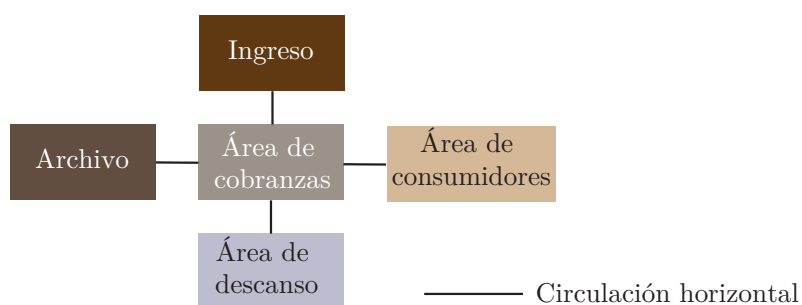 Ingreso
Archivo
Área de
cobranzas
Área de
consumidores
Área de
descanso
Circulación horizontal